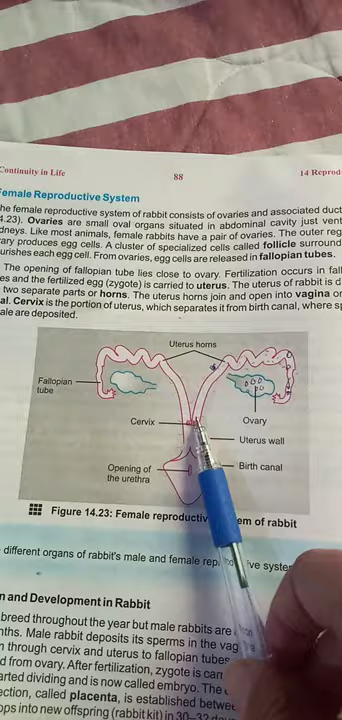 Continuity in Life
88
14 Reprod
Female Reproductive System
he female reproductive system of rabbit consists of ovaries and associated duct
4.23). Ovaries are small oval organs situated in abdominal cavity just vent
dneys. Like most animals, female rabbits have a pair of ovaries. The outer reg
ary produces egg cells. A cluster of specialized cells called follicle surround
ourishes each egg cell. From ovaries, egg cells are released in fallopian tubes.
The opening of fallopian tube lies close to ovary. Fertilization occurs in fall
es and the fertilized egg (zygote) is carried to uterus. The uterus of rabbit is d
two separate parts or horns. The uterus horns join and open into vagina or
al. Cervix is the portion of uterus, which separates it from birth canal, where sp
ale are deposited.
Uterus horns
Fallopian
tube
Cervix
Ovary
Uterus wall
Opening of
the urethra
Birth canal
Figure 14.23: Female reproductiv em of rabbit
different organs of rabbit's male and female rep ive syste
n and Development in Rabbit
breed throughout the year but male rabbits are
nths. Male rabbit deposits its sperms in the vag
n through cervix and uterus to fallopian tubes
d from ovary. After fertilization, zygote is carr
arted dividing and is now called embryo. The
ection, called placenta, is established betwee
ops into new offspring (rabbit kit) in 30–32 day